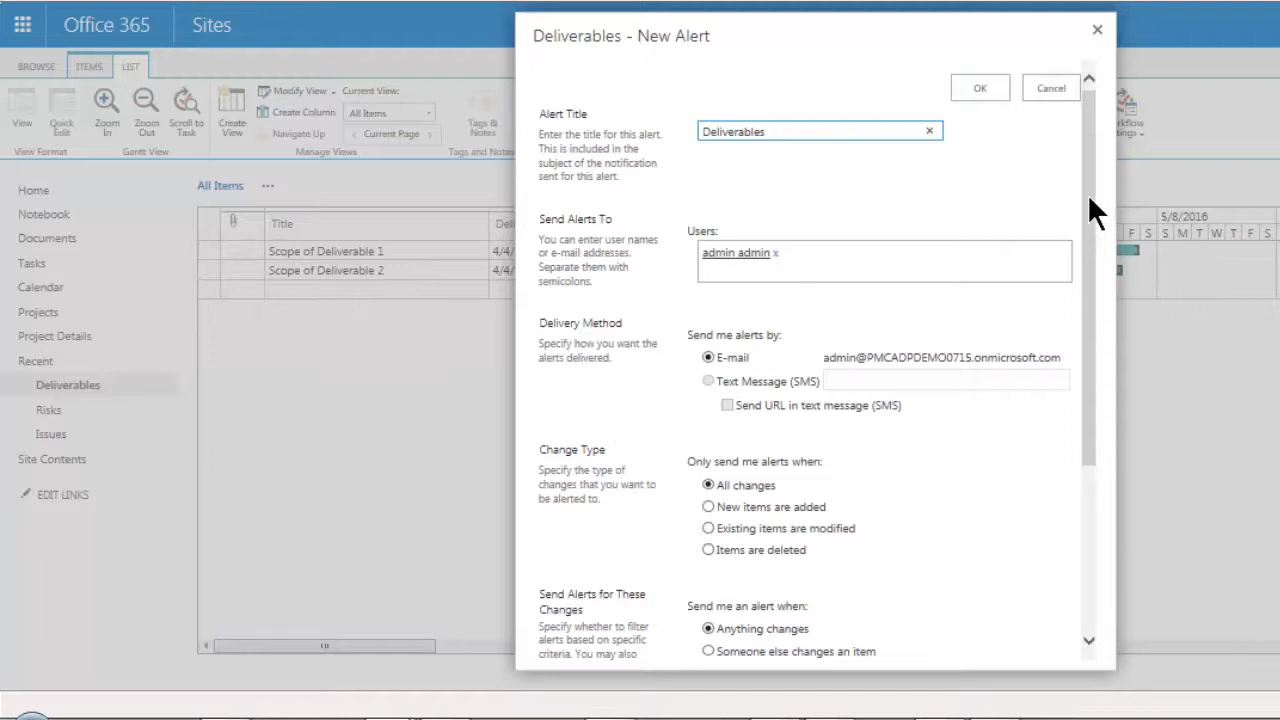 Office 365
Sites
BROWSE
ITEMS
LIST
View
Quick
Edit
Zoom
In
Zoom
Out
Scroll to
Task
Create
View
Modify View
Current View:
Create Column
All Items
Navigate Up
Current Page
Tags &
Notes
View Format
Gantt View
Manage Views
Tags and Notes
Home
Notebook
Documents
Tasks
Calendar
Projects
Project Details
Recent
Deliverables
Risks
Issues
Site Contents
EDIT LINKS
All Items ...
Title
Scope of Deliverable 1
4/4/
Scope of Deliverable 2
4/4/
5/8/2016
F S S M T W T F S
Deliverables - New Alert
OK
Cancel
Alert Title
Enter the title for this alert.
This is included in the
subject of the notification
sent for this alert.
Deliverables
Send Alerts To
You can enter user names
or e-mail addresses.
Separate them with
semicolons.
Users:
admin admin x
Delivery Method
Specify how you want the
alerts delivered.
Send me alerts by:
E-mail
admin@PMCADPDEMO0715.onmicrosoft.com
Text Message (SMS)
Send URL in text message (SMS)
Change Type
Specify the type of
changes that you want to
be alerted to.
Only send me alerts when:
All changes
New items are added
Existing items are modified
Items are deleted
Send Alerts for These
Changes
Specify whether to filter
alerts based on specific
criteria. You may also
Send me an alert when:
Anything changes
Someone else changes an item